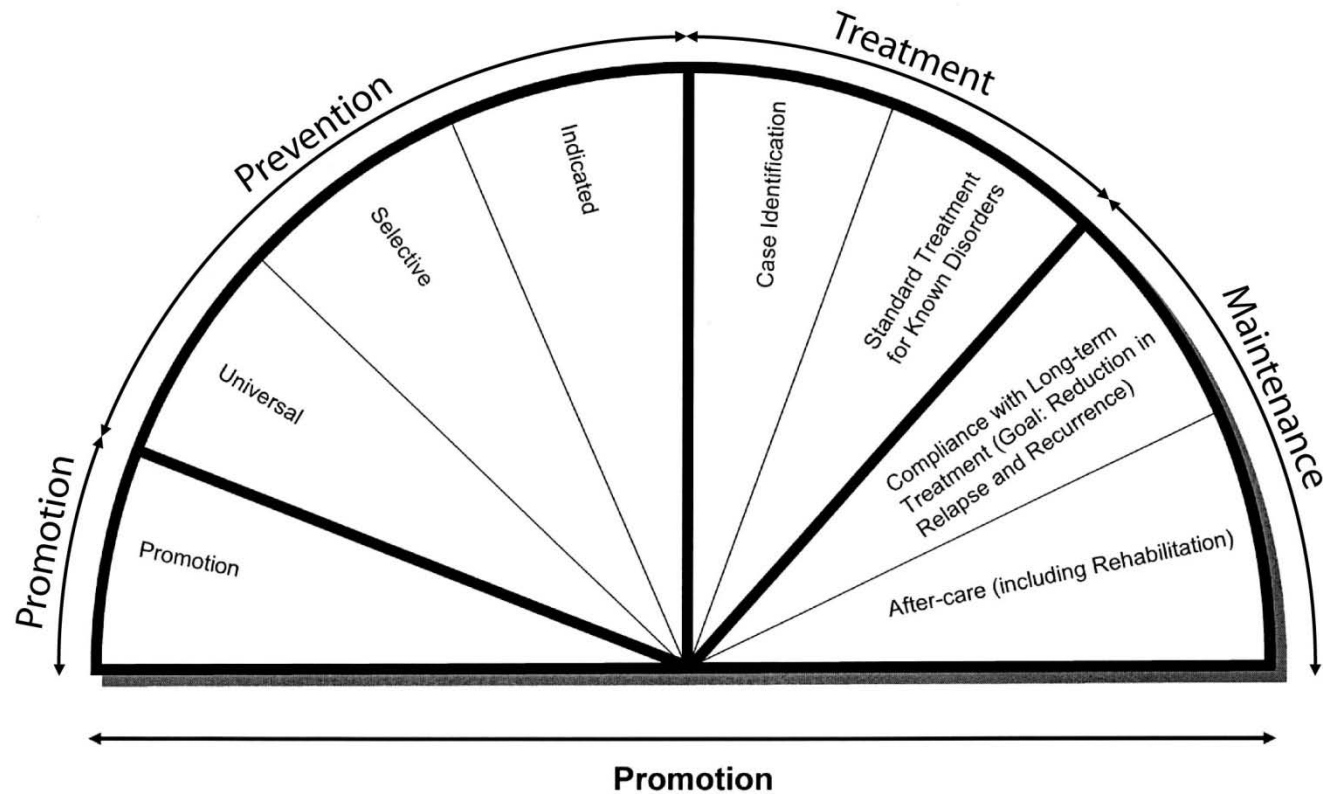 Promotion
Prevention
Treatment
Maintenance
Promotion
Universal
Selective
Indicated
Case Identification
Standard Treatment
for Known Disorders
Compliance with Long-term
Treatment (Goal: Reduction in
Relapse and Recurrence)
After-care (including Rehabilitation)
Promotion